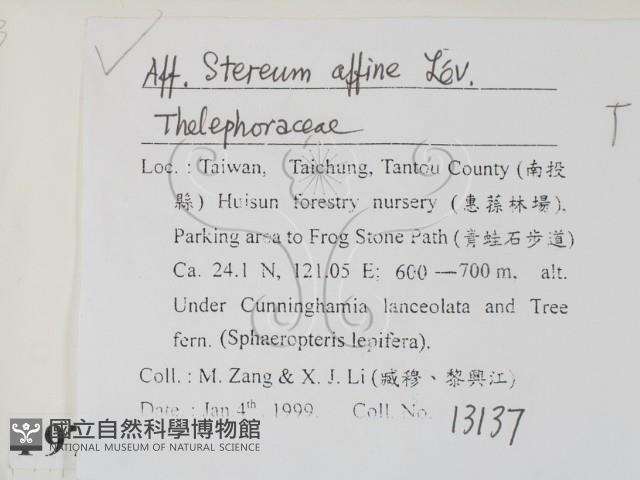 Aff. Stereum affine Lév.
Thelephoraceae
T
Loc. : Taiwan, Taichung, Tantou County (南投
縣) Huisun forestry nursery (惠蓀林場).
Parking area to Frog Stone Path (青蛙石步道)
Ca. 24.1 N, 121.05 E; 600—700 m. alt.
Under Cunninghamia lanceolata and Tree
fern. (Sphaeropteris lepifera).
Coll. : M. Zang & X. J. Li (臧穆、黎興江)
Date. : Jan 4th. 1999. Coll. No. 13137
國立自然科學博物館
NATIONAL MUSEUM OF NATURAL SCIENCE